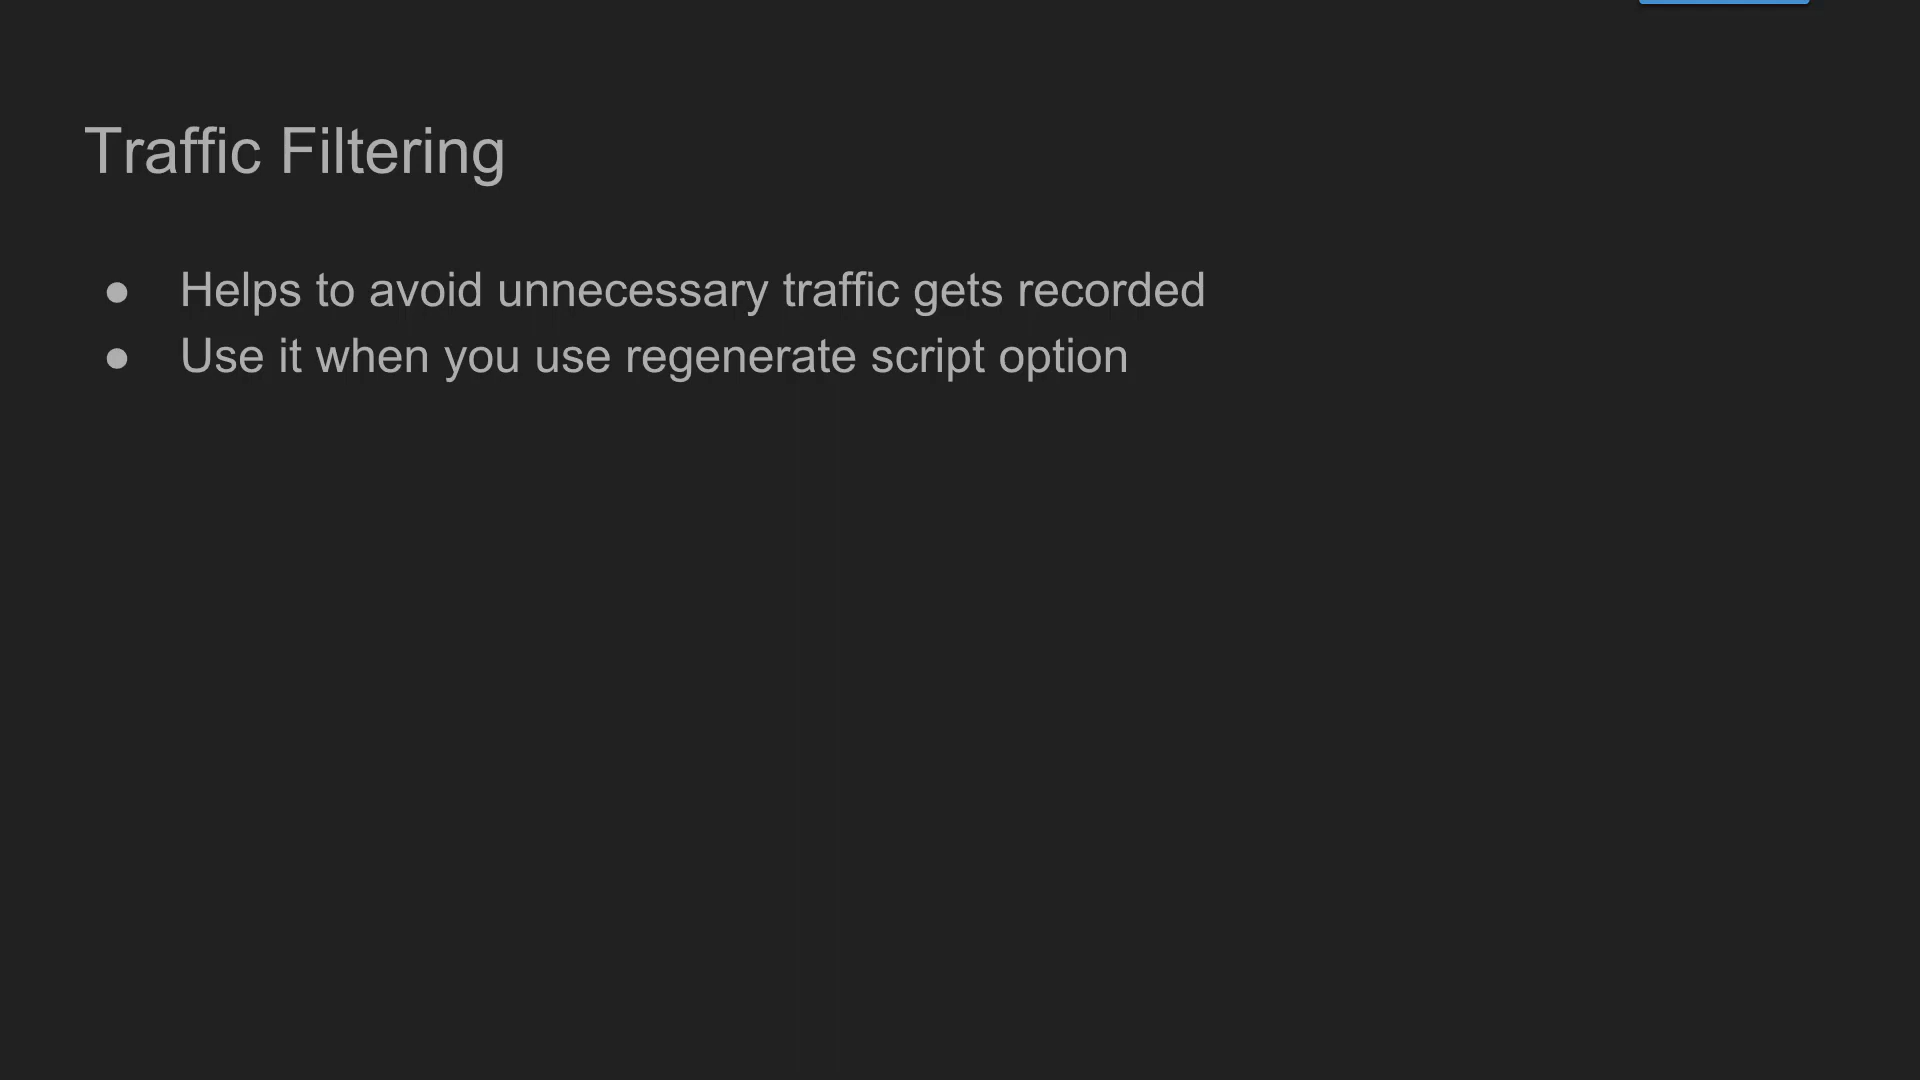 Traffic Filtering
● Helps to avoid unnecessary traffic gets recorded
● Use it when you use regenerate script option